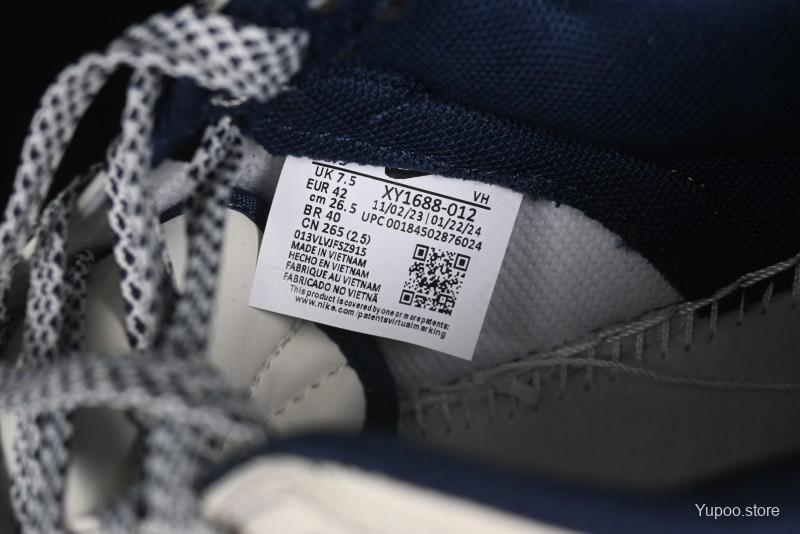 UK 7.5
EUR 42
cm 26.5
BR 40
CN 265 (2.5)
VH
XY1688-012
11/02/23 | 01/22/24
UPC 00184502876024
013VLVJFSZ915
MADE IN VIETNAM
HECHO EN VIETNAM
FABRIQUE AU VIETNAM
FABRICADO NO VIETNÃ
This product is covered by one or more patents:
www.nike.com/patentsvirtualmarking
Yupoo.store